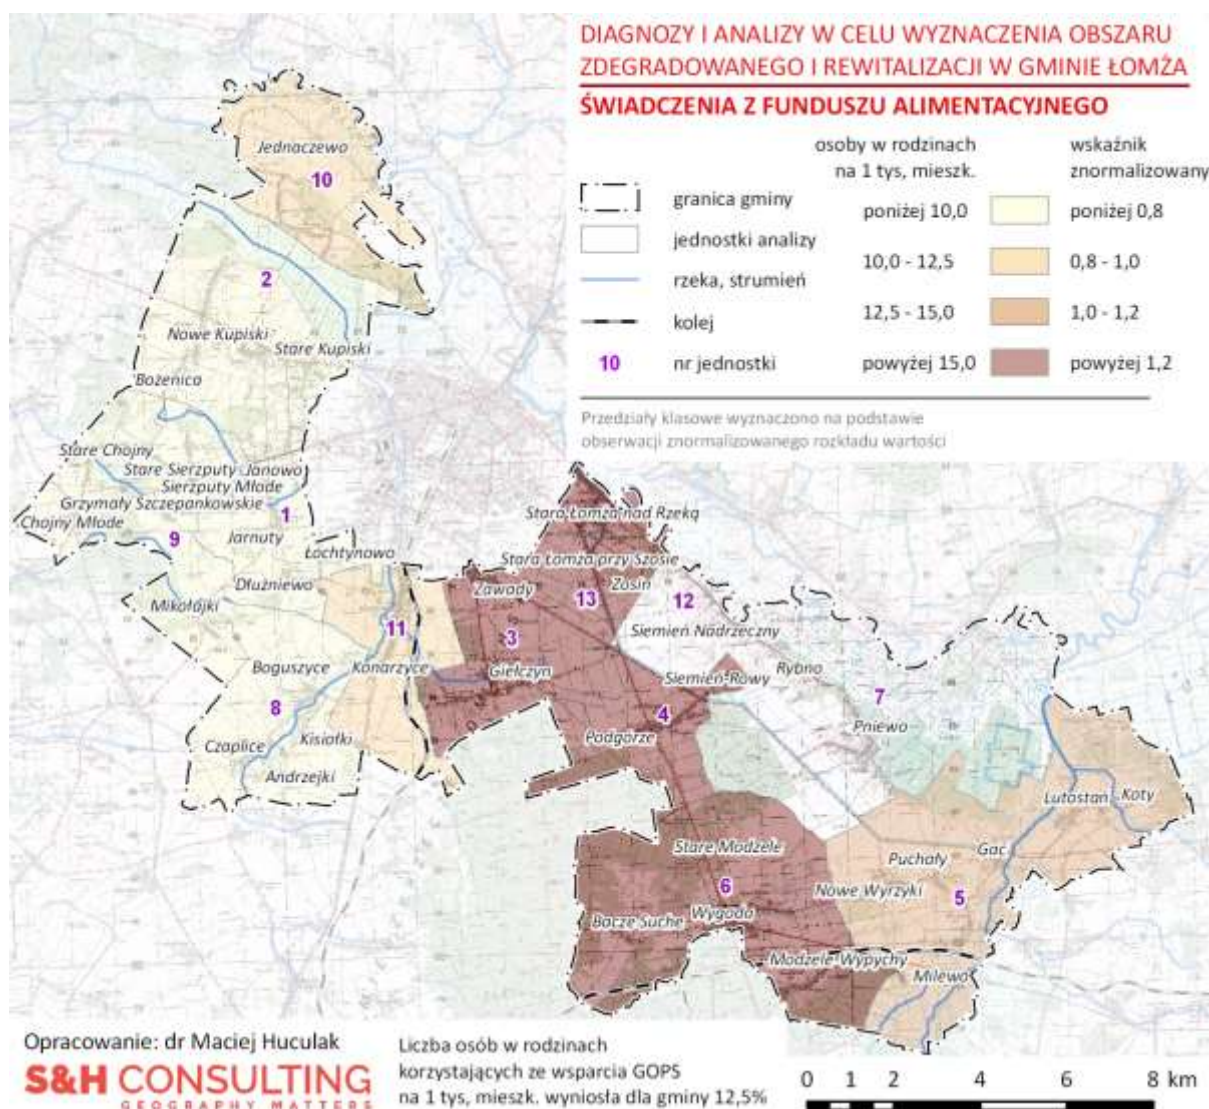 DIAGNOZY I ANALIZY W CELU WYZNACZENIA OBSZARU
ZDEGRADOWANEGO I REWITALIZACJI W GMINIE ŁOMŻA
ŚWIADCZENIA Z FUNDUSZU ALIMENTACYJNEGO
osoby w rodzinach
na 1 tys, mieszk.
wskaźnik
znormalizowany
granica gminy
poniżej 10,0
poniżej 0,8
jednostki analizy
10,0 - 12,5
0,8 - 1,0
rzeka, strumień
12,5 - 15,0
1,0 - 1,2
kolej
10
nr jednostki
powyżej 15,0
powyżej 1,2
Przedziały klasowe wyznaczono na podstawie
obserwacji znormalizowanego rozkładu wartości
Jednaczewo
10
2
Nowe Kupiski
Stare Kupiski
Bożenica
Stare Chojny
Stare Sierzputy
Janowo
Sierzputy Młode
Grzymały Szczepankowskie
1
Chojny Młode
9
Jarnuty
Łochtynowo
Dłużniewo
Mikołajki
11
Boguszyce
Konarzyce
8
Czaplice
Kisiołki
Andrzejki
Stara Łomża nad Rzeką
Stara Łomża przy Szosie
Zawady
13
Zosin
12
3
Siemień Nadrzeczny
Giełczyn
Siemień-Rowy
Rybno
7
4
Pniewo
Podgórze
Lutostań
Koty
Stare Modzele
Gać
Puchały
6
Nowe Wyrzyki
5
Bacze Suche
Wygoda
Modzele-Wypychy
Milewo
Opracowanie: dr Maciej Huculak
S&H CONSULTING
GEOGRAPHY MATTERS
Liczba osób w rodzinach
korzystających ze wsparcia GOPS
na 1 tys, mieszk. wyniosła dla gminy 12,5%
0 1 2 4 6 8 km